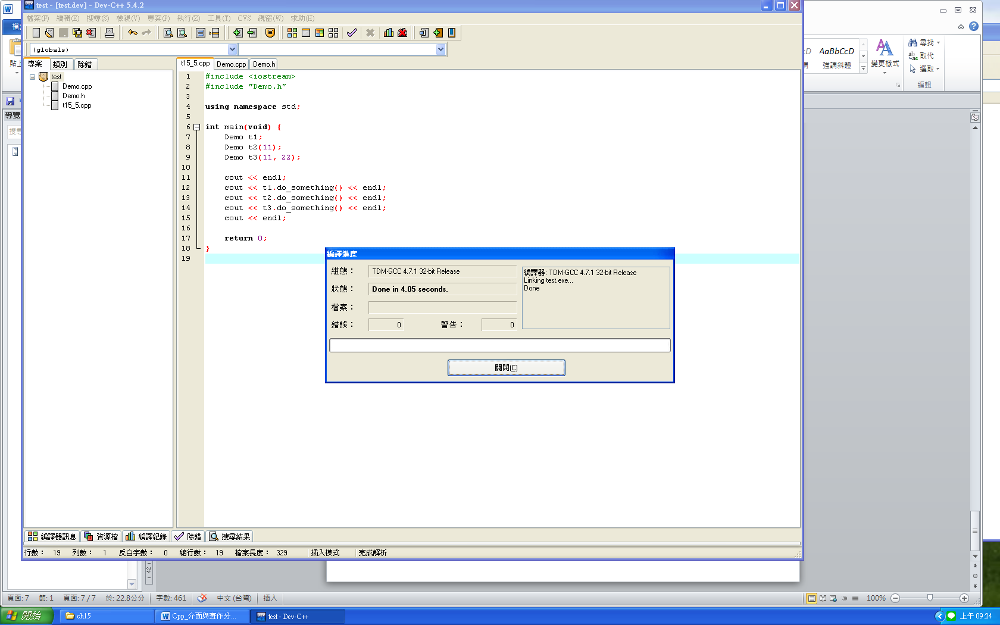 test - [test.dev] - Dev-C++ 5.4.2
檔案(F) 編輯(E) 搜尋(S) 檢視(V) 專案(P) 執行(Z) 工具(T) CVS 視窗(W) 求助(H)
(globals)
專案 類別 除錯
test
Demo.cpp
Demo.h
t15_5.cpp
t15_5.cpp Demo.cpp Demo.h
1 #include <iostream>
2 #include "Demo.h"
3
4 using namespace std;
5
6 int main(void) {
7 Demo t1;
8 Demo t2(11);
9 Demo t3(11, 22);
10
11 cout << endl;
12 cout << t1.do_something() << endl;
13 cout << t2.do_something() << endl;
14 cout << t3.do_something() << endl;
15 cout << endl;
16
17 return 0;
18 }
19
編譯進度
組態： TDM-GCC 4.7.1 32-bit Release
狀態： Done in 4.05 seconds.
檔案：
錯誤： 0 警告： 0
編譯器: TDM-GCC 4.7.1 32-bit Release
Linking test.exe...
Done
關閉(C)
編譯器訊息 資源檔 編譯紀錄 除錯 搜尋結果
行數： 19 列數： 1 反白字數： 0 總行數： 19 檔案長度： 329 插入模式 完成解析
貼上
導覽
AaBbCcD
強調斜體
變更樣式
尋找
取代
選取
編輯
42
頁面: 7 節: 1 頁面: 7 / 7 於: 22.8公分 字數: 461 中文 (台灣) 插入 100%
開始 ch15 Cpp_介面與實作分... test - Dev-C++ 上午 09:24